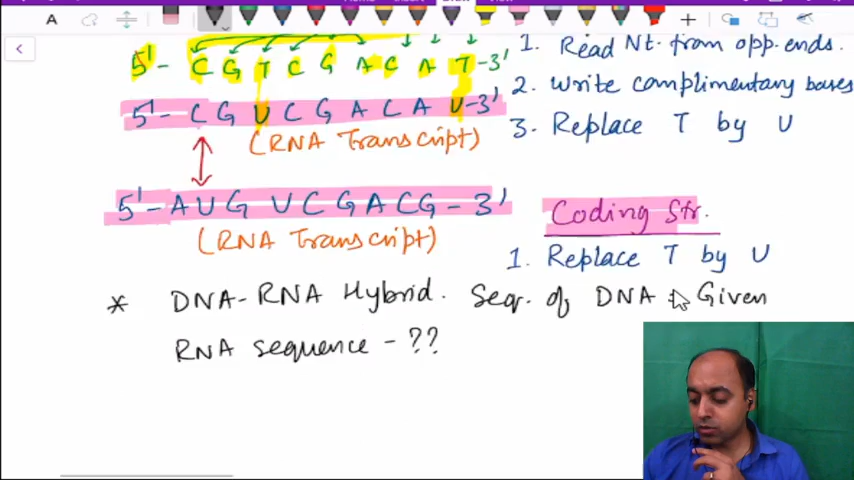 1. Read Nt. from opp. ends.
5'- C G T C G A C A T -3'
2. Write complimentary bases
5'- C G U C G A C A U -3'
(RNA Transcript)
3. Replace T by U
5'- A U G U C G A C G - 3'
(RNA Transcript)
Coding Str.
1. Replace T by U
* DNA-RNA Hybrid. Seq. of DNA Given
RNA sequence - ??